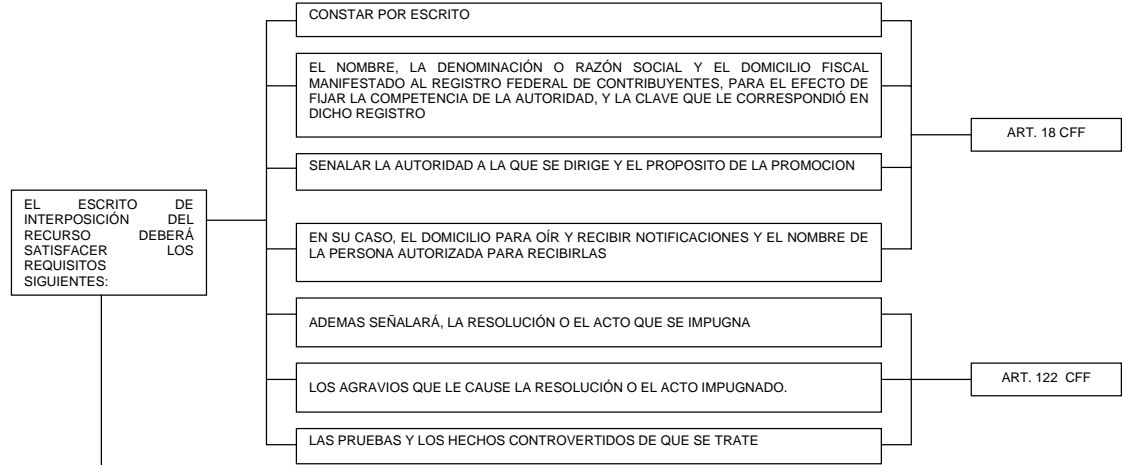 CONSTAR POR ESCRITO
EL NOMBRE, LA DENOMINACIÓN O RAZÓN SOCIAL Y EL DOMICILIO FISCAL
MANIFESTADO AL REGISTRO FEDERAL DE CONTRIBUYENTES, PARA EL EFECTO DE
FIJAR LA COMPETENCIA DE LA AUTORIDAD, Y LA CLAVE QUE LE CORRESPONDIÓ EN
DICHO REGISTRO
ART. 18 CFF
SENALAR LA AUTORIDAD A LA QUE SE DIRIGE Y EL PROPOSITO DE LA PROMOCION
EL ESCRITO DE
INTERPOSICIÓN DEL
RECURSO DEBERÁ
SATISFACER LOS
REQUISITOS
SIGUIENTES:
EN SU CASO, EL DOMICILIO PARA OÍR Y RECIBIR NOTIFICACIONES Y EL NOMBRE DE
LA PERSONA AUTORIZADA PARA RECIBIRLAS
ADEMAS SEÑALARÁ, LA RESOLUCIÓN O EL ACTO QUE SE IMPUGNA
LOS AGRAVIOS QUE LE CAUSE LA RESOLUCIÓN O EL ACTO IMPUGNADO.
ART. 122 CFF
LAS PRUEBAS Y LOS HECHOS CONTROVERTIDOS DE QUE SE TRATE